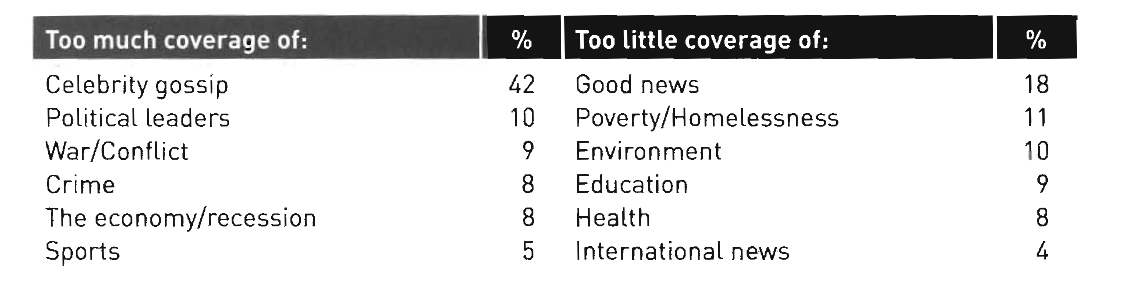 Too much coverage of: % Too little coverage of: %
Celebrity gossip 42 Good news 18
Political leaders 10 Poverty/Homelessness 11
War/Conflict 9 Environment 10
Crime 8 Education 9
The economy/recession 8 Health 8
Sports 5 International news 4